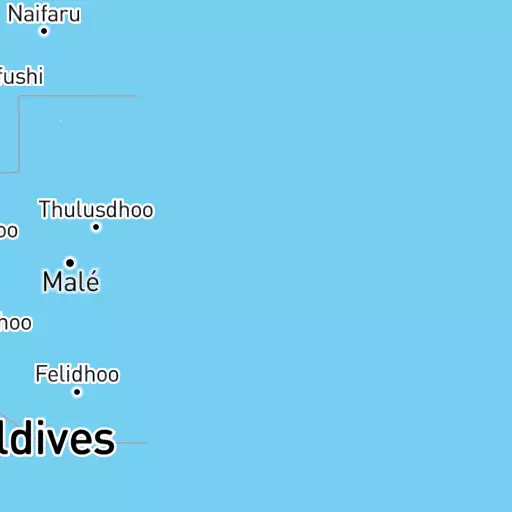 Naifaru
fushi
Thulusdhoo
oo
Malé
hoo
Felidhoo
ldives